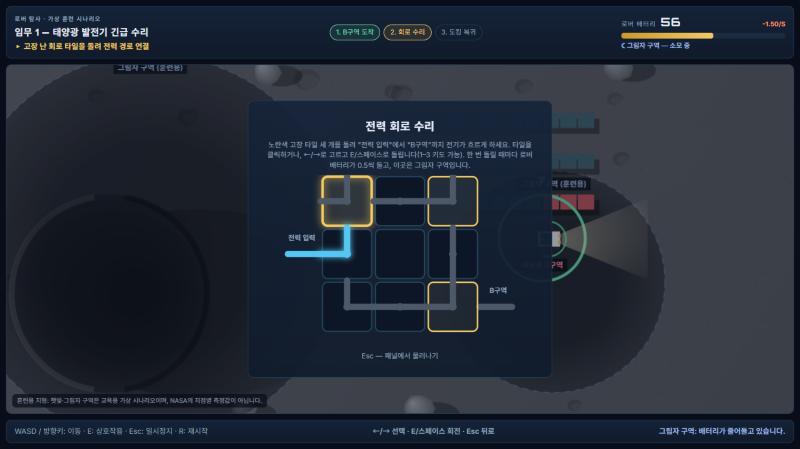 로버 탐사 · 가상 훈련 시나리오
임무 1 — 태양광 발전기 긴급 수리
▸ 고장 난 회로 타일을 돌려 전력 경로 연결
1. B구역 도착
2. 회로 수리
3. 도킹 복귀
로버 배터리 56
-1.50/S
☾ 그림자 구역 — 소모 중
그림자 구역 (훈련용)
전력 회로 수리
노란색 고장 타일 세 개를 돌려 "전력 입력"에서 "B구역"까지 전기가 흐르게 하세요. 타일을
클릭하거나, ←/→로 고르고 E/스페이스로 돌립니다(1~3 키도 가능). 한 번 돌릴 때마다 로버
배터리가 0.5씩 들고, 이곳은 그림자 구역입니다.
구역 (훈련용)
전력 입력
구역
B구역
Esc — 패널에서 물러나기
훈련용 지형: 햇빛·그림자 구역은 교육용 가상 시나리오이며, NASA의 지점별 측정값이 아닙니다.
WASD / 방향키: 이동 · E: 상호작용 · Esc: 일시정지 · R: 재시작
←/→ 선택 · E/스페이스 회전 · Esc 뒤로
그림자 구역: 배터리가 줄어들고 있습니다.